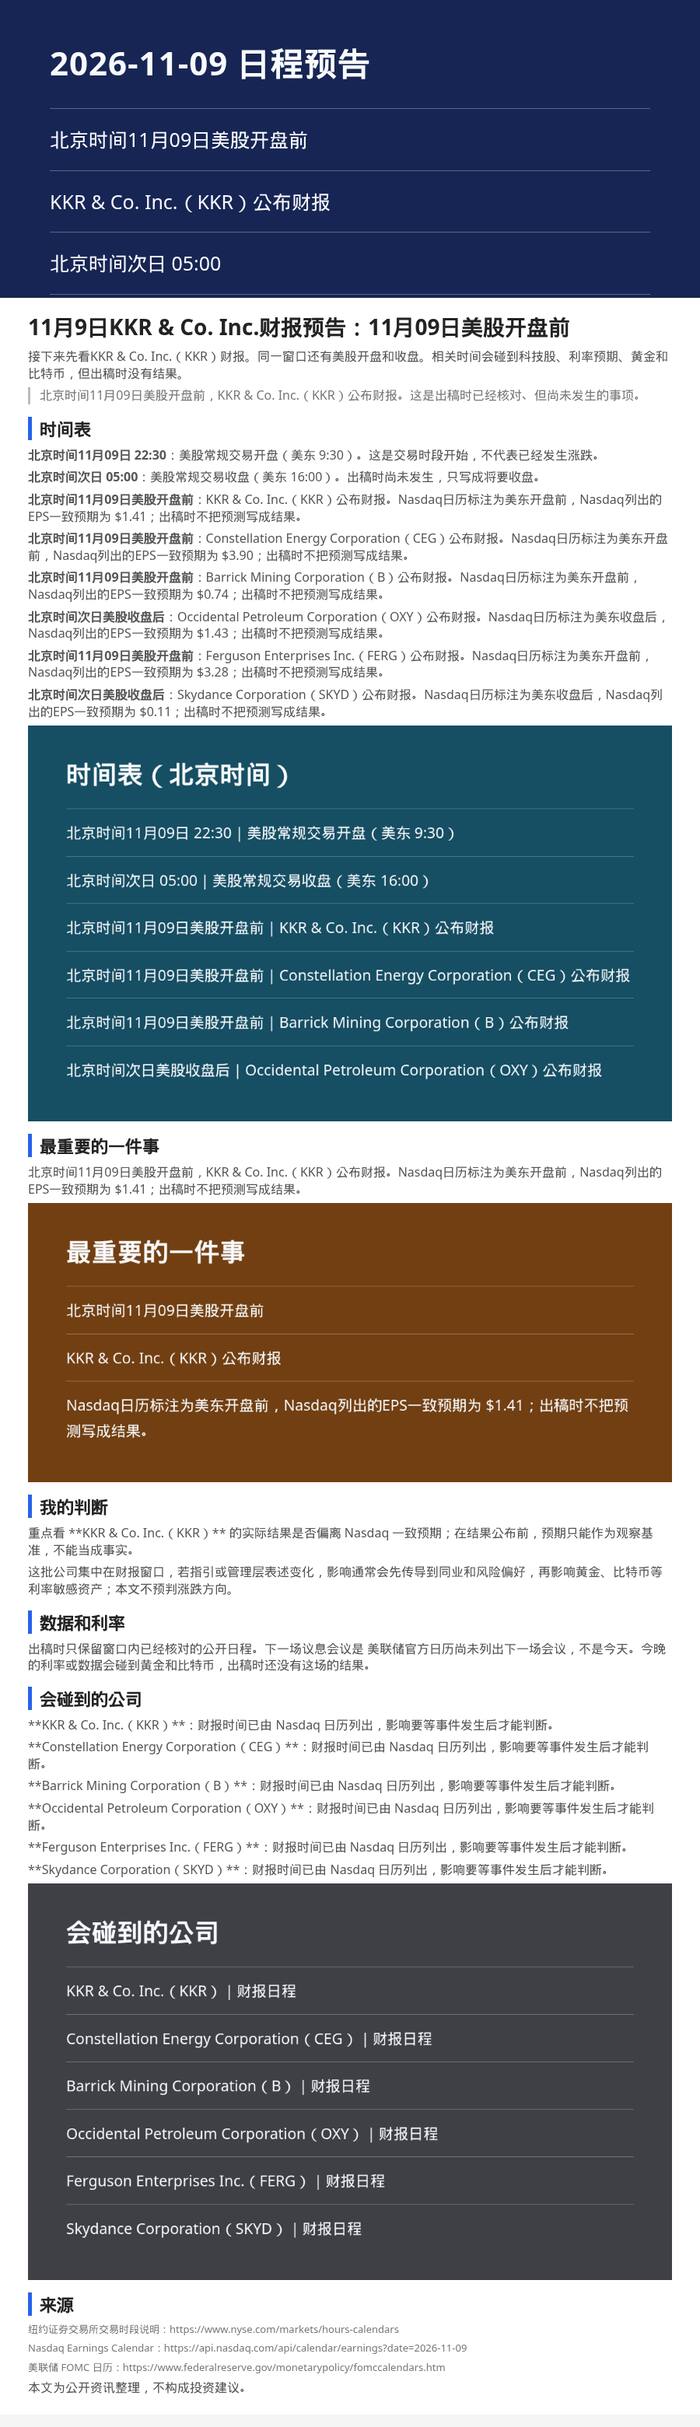 2026-11-09 日程预告
北京时间11月09日美股开盘前
KKR & Co. Inc.（KKR）公布财报
北京时间次日 05:00
11月9日KKR & Co. Inc.财报预告：11月09日美股开盘前
接下来先看KKR & Co. Inc.（KKR）财报。同一窗口还有美股开盘和收盘。相关时间会碰到科技股、利率预期、黄金和
比特币，但出稿时没有结果。
北京时间11月09日美股开盘前，KKR & Co. Inc.（KKR）公布财报。这是出稿时已经核对、但尚未发生的事项。
时间表
北京时间11月09日 22:30：美股常规交易开盘（美东 9:30）。这是交易时段开始，不代表已经发生涨跌。
北京时间次日 05:00：美股常规交易收盘（美东 16:00）。出稿时尚未发生，只写成将要收盘。
北京时间11月09日美股开盘前：KKR & Co. Inc.（KKR）公布财报。Nasdaq日历标注为美东开盘前，Nasdaq列出的
EPS一致预期为 $1.41；出稿时不把预测写成结果。
北京时间11月09日美股开盘前：Constellation Energy Corporation（CEG）公布财报。Nasdaq日历标注为美东开盘
前，Nasdaq列出的EPS一致预期为 $3.90；出稿时不把预测写成结果。
北京时间11月09日美股开盘前：Barrick Mining Corporation（B）公布财报。Nasdaq日历标注为美东开盘前，
Nasdaq列出的EPS一致预期为 $0.74；出稿时不把预测写成结果。
北京时间次日美股收盘后：Occidental Petroleum Corporation（OXY）公布财报。Nasdaq日历标注为美东收盘后，
Nasdaq列出的EPS一致预期为 $1.43；出稿时不把预测写成结果。
北京时间11月09日美股开盘前：Ferguson Enterprises Inc.（FERG）公布财报。Nasdaq日历标注为美东开盘前，
Nasdaq列出的EPS一致预期为 $3.28；出稿时不把预测写成结果。
北京时间次日美股收盘后：Skydance Corporation（SKYD）公布财报。Nasdaq日历标注为美东收盘后，Nasdaq列
出的EPS一致预期为 $0.11；出稿时不把预测写成结果。
时间表（北京时间）
北京时间11月09日 22:30｜美股常规交易开盘（美东 9:30）
北京时间次日 05:00｜美股常规交易收盘（美东 16:00）
北京时间11月09日美股开盘前｜KKR & Co. Inc.（KKR）公布财报
北京时间11月09日美股开盘前｜Constellation Energy Corporation（CEG）公布财报
北京时间11月09日美股开盘前｜Barrick Mining Corporation（B）公布财报
北京时间次日美股收盘后｜Occidental Petroleum Corporation（OXY）公布财报
最重要的一件事
北京时间11月09日美股开盘前，KKR & Co. Inc.（KKR）公布财报。Nasdaq日历标注为美东开盘前，Nasdaq列出的
EPS一致预期为 $1.41；出稿时不把预测写成结果。
最重要的一件事
北京时间11月09日美股开盘前
KKR & Co. Inc.（KKR）公布财报
Nasdaq日历标注为美东开盘前，Nasdaq列出的EPS一致预期为 $1.41；出稿时不把预
测写成结果。
我的判断
重点看 **KKR & Co. Inc.（KKR）** 的实际结果是否偏离 Nasdaq 一致预期；在结果公布前，预期只能作为观察基
准，不能当成事实。
这批公司集中在财报窗口，若指引或管理层表述变化，影响通常会先传导到同业和风险偏好，再影响黄金、比特币等
利率敏感资产；本文不预判涨跌方向。
数据和利率
出稿时只保留窗口内已经核对的公开日程。下一场议息会议是 美联储官方日历尚未列出下一场会议，不是今天。今晚
的利率或数据会碰到黄金和比特币，出稿时还没有这场的结果。
会碰到的公司
**KKR & Co. Inc.（KKR）**：财报时间已由 Nasdaq 日历列出，影响要等事件发生后才能判断。
**Constellation Energy Corporation（CEG）**：财报时间已由 Nasdaq 日历列出，影响要等事件发生后才能判
断。
**Barrick Mining Corporation（B）**：财报时间已由 Nasdaq 日历列出，影响要等事件发生后才能判断。
**Occidental Petroleum Corporation（OXY）**：财报时间已由 Nasdaq 日历列出，影响要等事件发生后才能判
断。
**Ferguson Enterprises Inc.（FERG）**：财报时间已由 Nasdaq 日历列出，影响要等事件发生后才能判断。
**Skydance Corporation（SKYD）**：财报时间已由 Nasdaq 日历列出，影响要等事件发生后才能判断。
会碰到的公司
KKR & Co. Inc.（KKR）｜财报日程
Constellation Energy Corporation（CEG）｜财报日程
Barrick Mining Corporation（B）｜财报日程
Occidental Petroleum Corporation（OXY）｜财报日程
Ferguson Enterprises Inc.（FERG）｜财报日程
Skydance Corporation（SKYD）｜财报日程
来源
纽约证券交易所交易时段说明：https://www.nyse.com/markets/hours-calendars
Nasdaq Earnings Calendar：https://api.nasdaq.com/api/calendar/earnings?date=2026-11-09
美联储 FOMC 日历：https://www.federalreserve.gov/monetarypolicy/fomccalendars.htm
本文为公开资讯整理，不构成投资建议。